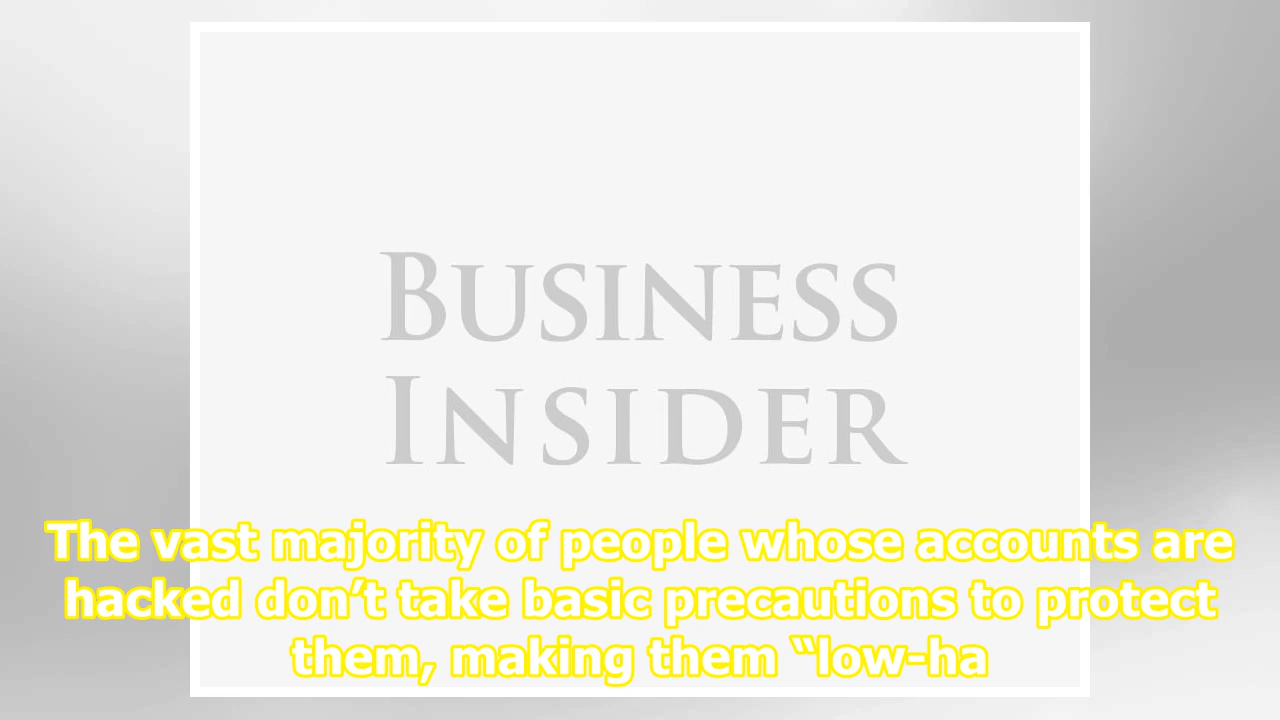 BUSINESS
INSIDER
The vast majority of people whose accounts are
hacked don’t take basic precautions to protect
them, making them “low-ha